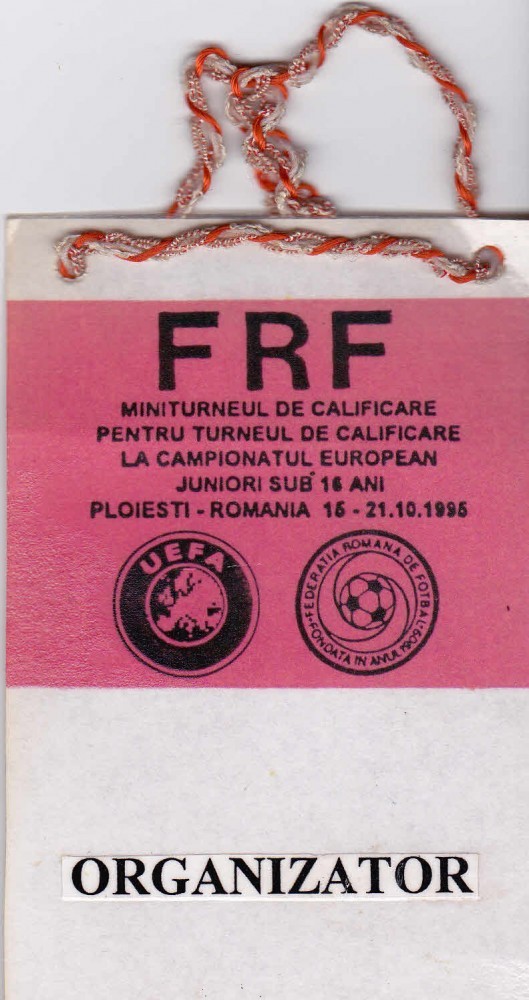 FRF
MINITURNEUL DE CALIFICARE
PENTRU TURNEUL DE CALIFICARE
LA CAMPIONATUL EUROPEAN
JUNIORI SUB 16 ANI
PLOIESTI - ROMANIA 15 - 21.10.1995
UEFA
FEDERATIA ROMANA DE FOTBAL
FONDATA IN ANUL 1909
ORGANIZATOR